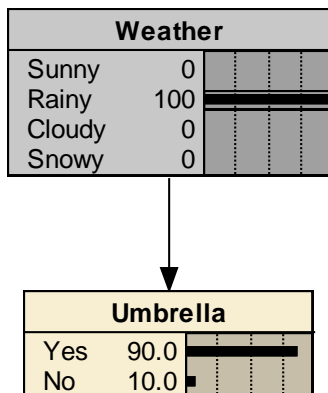 Weather
Sunny 0
Rainy 100
Cloudy 0
Snowy 0
Umbrella
Yes 90.0
No 10.0